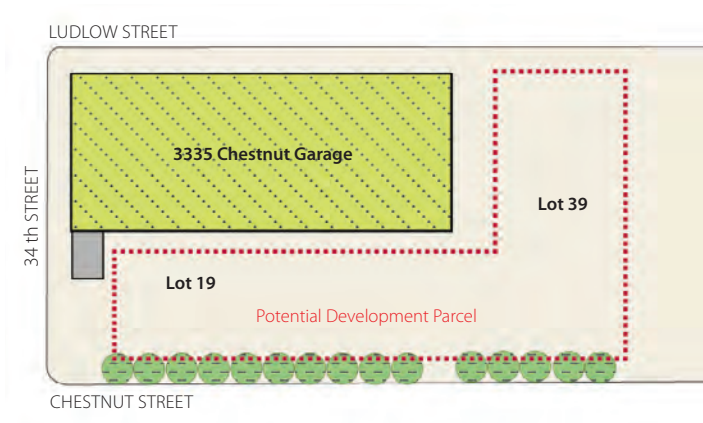 LUDLOW STREET
3335 Chestnut Garage
34 th STREET
Lot 39
Lot 19
Potential Development Parcel
CHESTNUT STREET